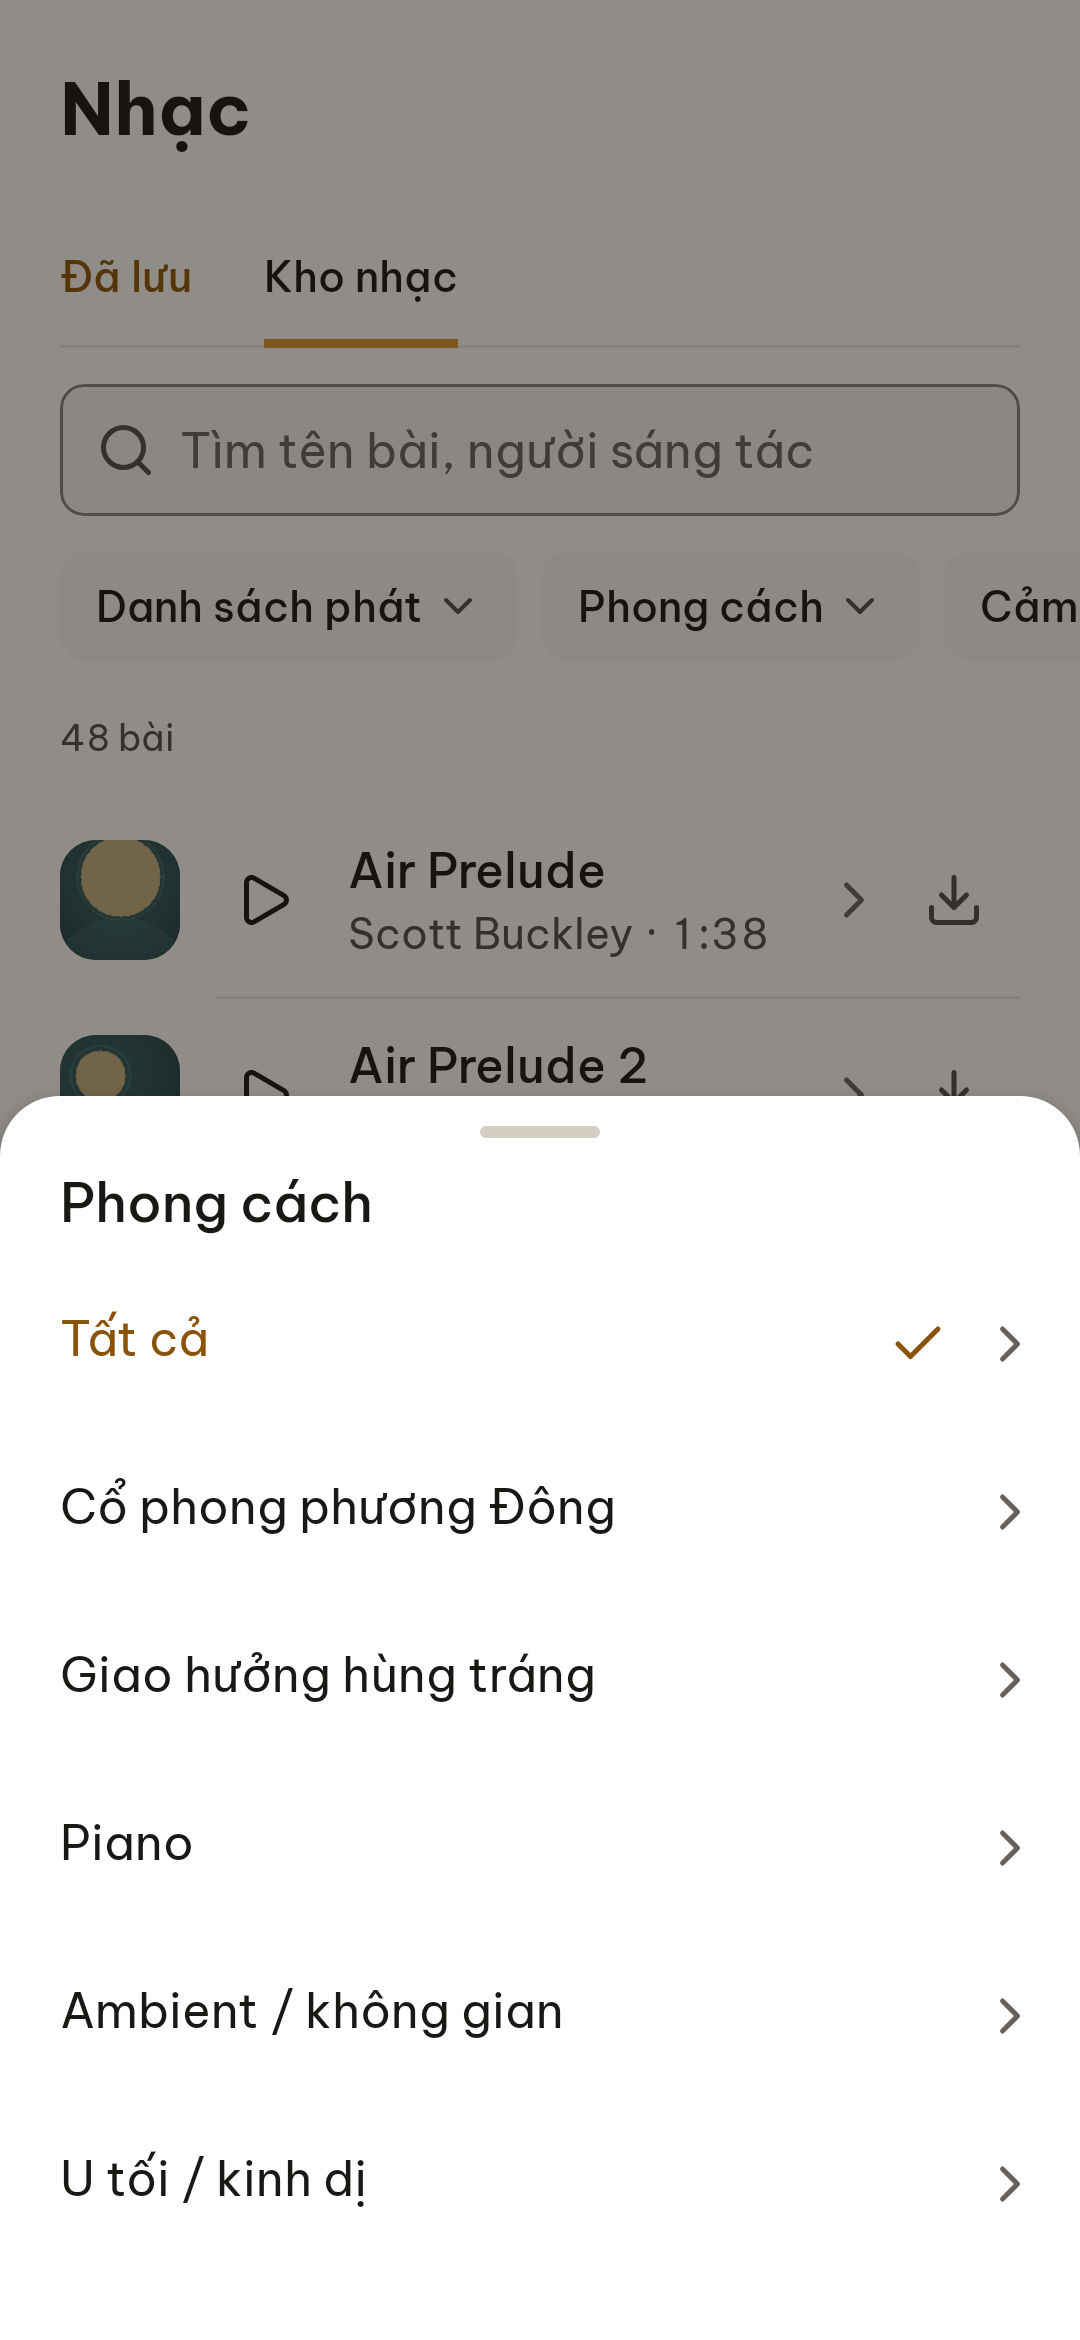 Nhạc
Đã lưu
Kho nhạc
Tìm tên bài, người sáng tác
Danh sách phát
Phong cách
Cảm
48 bài
Air Prelude
Scott Buckley · 1:38
Air Prelude 2
Phong cách
Tất cả
Cổ phong phương Đông
Giao hưởng hùng tráng
Piano
Ambient / không gian
U tối / kinh dị